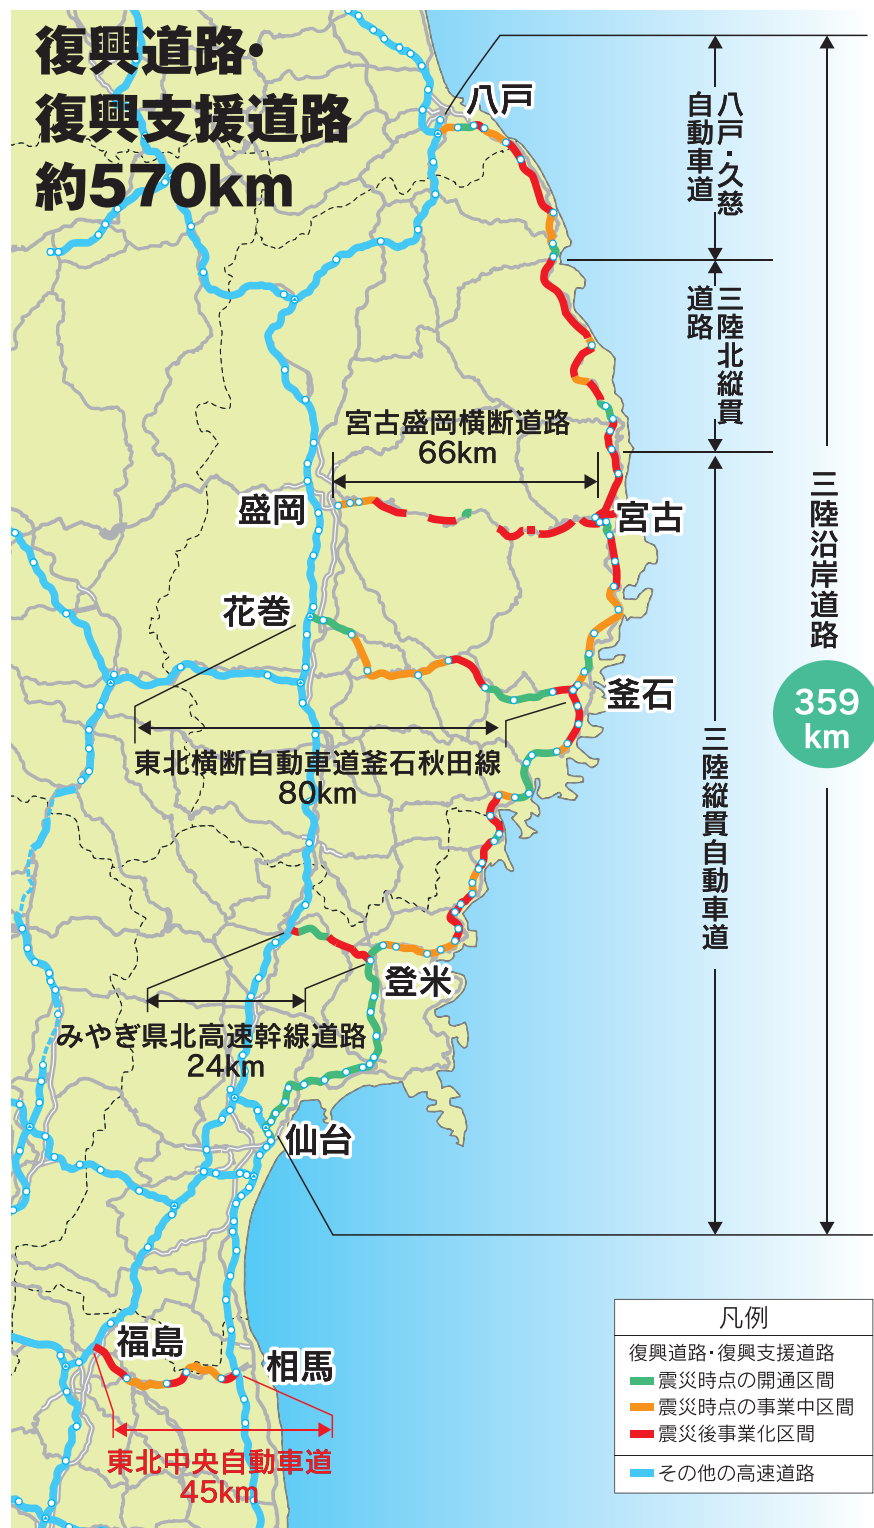 復興道路・
復興支援道路
約570km
八戸
八戸・久慈
自動車道
三陸北縦貫
道路
宮古盛岡横断道路
66km
盛岡
宮古
三陸沿岸道路
359
km
花巻
釜石
東北横断自動車道釜石秋田線
80km
三陸縦貫自動車道
登米
みやぎ県北高速幹線道路
24km
仙台
福島
相馬
東北中央自動車道
45km
凡例
復興道路・復興支援道路
震災時点の開通区間
震災時点の事業中区間
震災後事業化区間
その他の高速道路